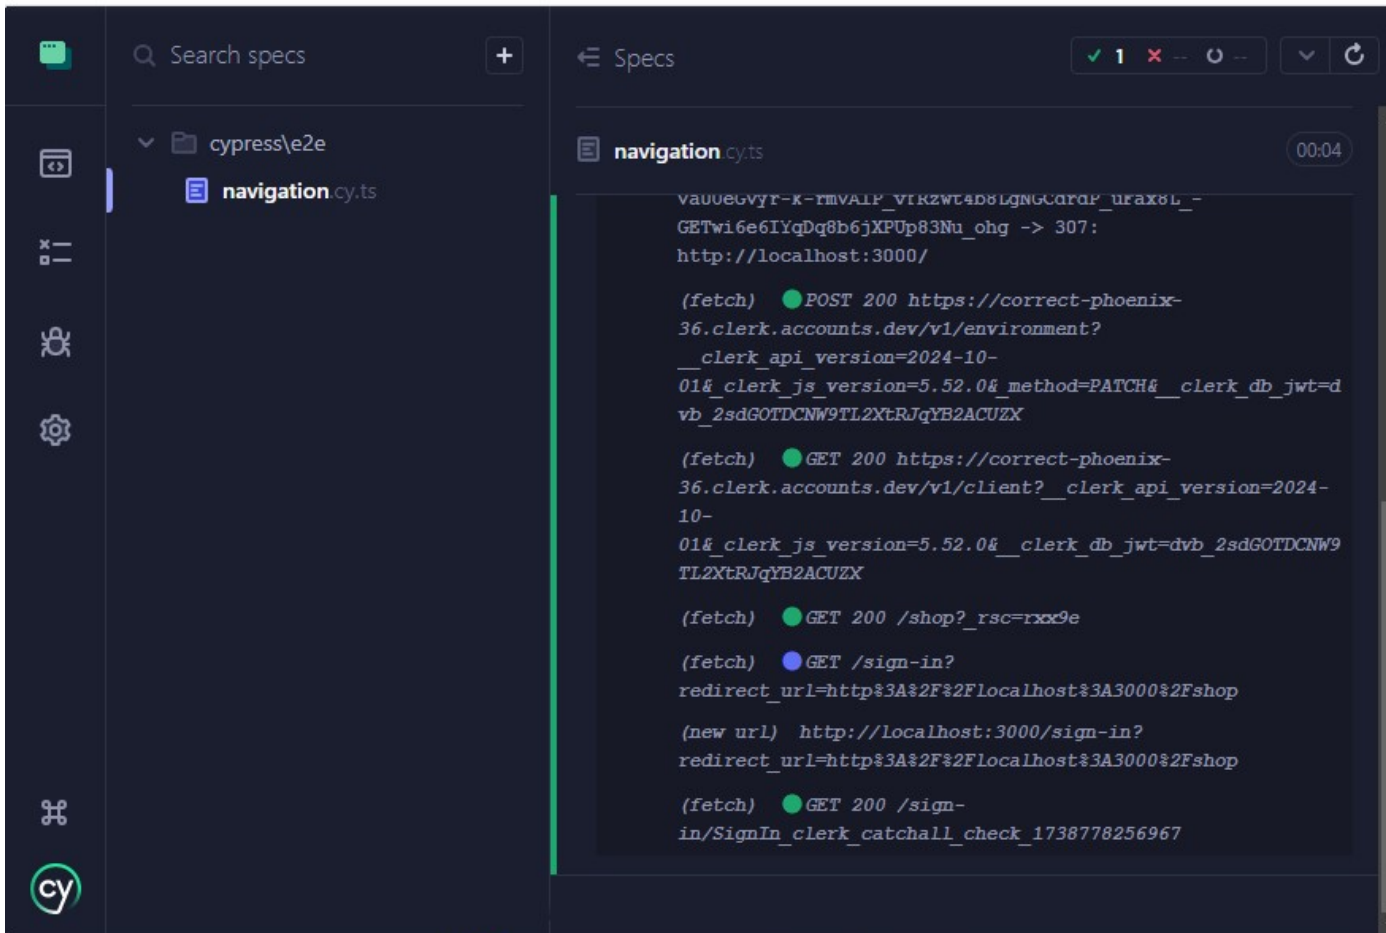 Search specs
+
Specs
1
--
--
cypress\e2e
navigation.cy.ts
navigation.cy.ts
00:04
GETwi6e6IYqDq8b6jXPUp83Nu_ohg -> 307:
http://localhost:3000/
(fetch) POST 200 https://correct-phoenix-
36.clerk.accounts.dev/v1/environment?
__clerk_api_version=2024-10-
01&_clerk_js_version=5.52.0&_method=PATCH&__clerk_db_jwt=d
vb_2sdGOTDCNW9TL2XtRJqYB2ACUZX
(fetch) GET 200 https://correct-phoenix-
36.clerk.accounts.dev/v1/client?__clerk_api_version=2024-
10-
01&_clerk_js_version=5.52.0&__clerk_db_jwt=dvb_2sdGOTDCNW9
TL2XtRJqYB2ACUZX
(fetch) GET 200 /shop?_rsc=rxx9e
(fetch) GET /sign-in?
redirect_url=http%3A%2F%2Flocalhost%3A3000%2Fshop
(new url) http://localhost:3000/sign-in?
redirect_url=http%3A%2F%2Flocalhost%3A3000%2Fshop
(fetch) GET 200 /sign-
in/SignIn_clerk_catchall_check_1738778256967
cy